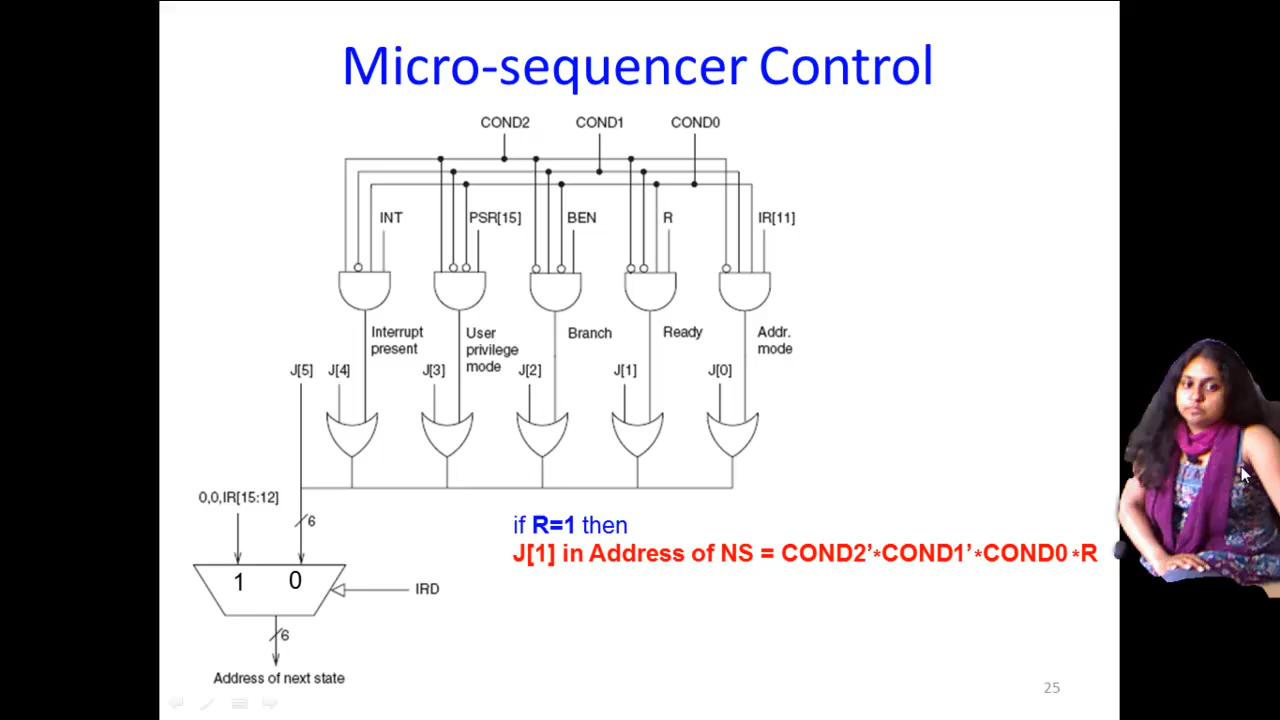 Micro-sequencer Control
COND2 COND1 COND0
INT PSR[15] BEN R IR[11]
Interrupt present
User privilege mode
Branch
Ready
Addr. mode
J[5] J[4] J[3] J[2] J[1] J[0]
0,0,IR[15:12]
6
if R=1 then
J[1] in Address of NS = COND2’*COND1’*COND0 *R
1 0
IRD
6
Address of next state
25